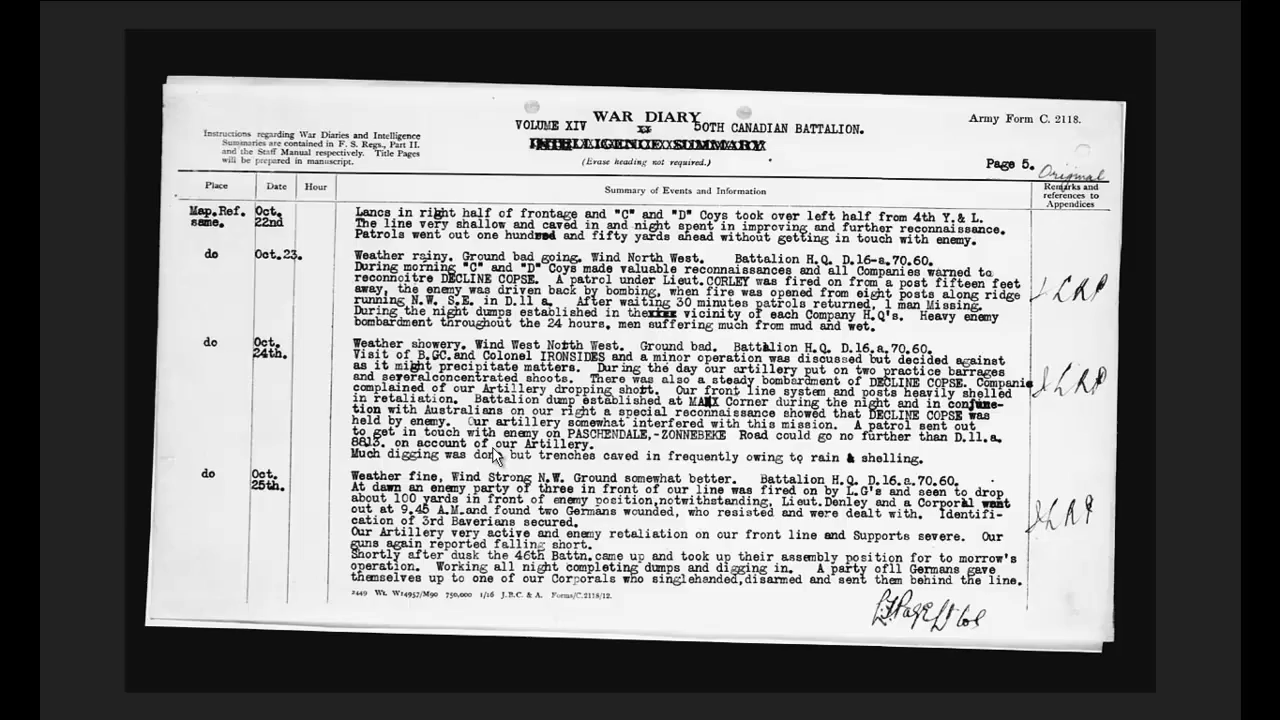 WAR DIARY
Army Form C. 2118.
VOLUME XIV 50TH CANADIAN BATTALION.
INTELLIGENCE SUMMARY
(Erase heading not required.)
Instructions regarding War Diaries and Intelligence
Summaries are contained in F. S. Regs., Part II.
and the Staff Manual respectively. Title Pages
will be prepared in manuscript.
Page 5.
Original
Place
Date
Hour
Summary of Events and Information
Remarks and
references to
Appendices
Map.Ref. Oct. Lancs in right half of frontage and "C" and "D" Coys took over left half from 4th Y.& L.
same. 22nd The line very shallow and caved in and night spent in improving and further reconnaissance.
Patrols went out one hundred and fifty yards ahead without getting in touch with enemy.
do Oct.23. Weather rainy. Ground bad going. Wind North West. Battalion H.Q. D.16-a.70.60.
During morning "C" and "D" Coys made valuable reconnaissances and all Companies warned to
reconnoitre DECLINE COPSE. A patrol under Lieut.CORLEY was fired on from a post fifteen feet
away, the enemy was driven back by bombing, when fire was opened from eight posts along ridge
running N.W. S.E. in D.11 a. After waiting 30 minutes patrols returned, 1 man Missing.
During the night dumps established in the vicinity of each Company H.Q's. Heavy enemy
bombardment throughout the 24 hours. men suffering much from mud and wet.
do Oct. Weather showery. Wind West North West. Ground bad. Battalion H.Q. D.16.a.70.60.
24th. Visit of B.GC.and Colonel IRONSIDES and a minor operation was discussed but decided against
as it might precipitate matters. During the day our artillery put on two practice barrages
and severalconcentrated shoots. There was also a steady bombardment of DECLINE COPSE. Companie
complained of our Artillery dropping short. Our front line system and posts heavily shelled
in retaliation. Battalion dump established at MARX Corner during the night and in conjunc-
tion with Australians on our right a special reconnaissance showed that DECLINE COPSE was
held by enemy. Our artillery somewhat interfered with this mission. A patrol sent out
to get in touch with enemy on PASCHENDALE,-ZONNEBEKE Road could go no further than D.11.a.
8813. on account of our Artillery.
Much digging was done but trenches caved in frequently owing to rain & shelling.
do Oct. Weather fine, Wind Strong N.W. Ground somewhat better. Battalion H.Q. D.16.a.70.60.
25th. At dawn an enemy party of three in front of our line was fired on by L.G's and seen to drop
about 100 yards in front of enemy position,notwithstanding, Lieut.Denley and a Corporal went
out at 9.45 A.M.and found two Germans wounded, who resisted and were dealt with. Identifi-
cation of 3rd Baverians secured.
Our Artillery very active and enemy retaliation on our front line and Supports severe. Our
guns again reported falling short.
Shortly after dusk the 46th Battn.came up and took up their assembly position for to morrow's
operation. Working all night completing dumps and digging in. A party of11 Germans gave
themselves up to one of our Corporals who singlehanded,disarmed and sent them behind the line.
2449 Wt. W14957/M90 750,000 1/16 J.B.C. & A. Forms/C.2118/12.